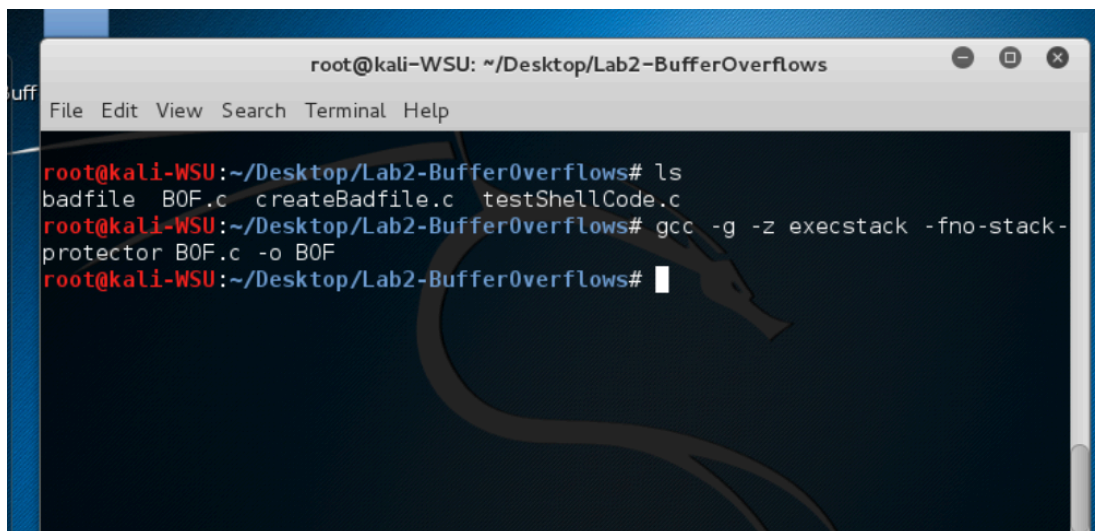 root@kali-WSU: ~/Desktop/Lab2-BufferOverflows
uff
File Edit View Search Terminal Help
root@kali-WSU:~/Desktop/Lab2-BufferOverflows# ls
badfile BOF.c createBadfile.c testShellCode.c
root@kali-WSU:~/Desktop/Lab2-BufferOverflows# gcc -g -z execstack -fno-stack-
protector BOF.c -o BOF
root@kali-WSU:~/Desktop/Lab2-BufferOverflows#